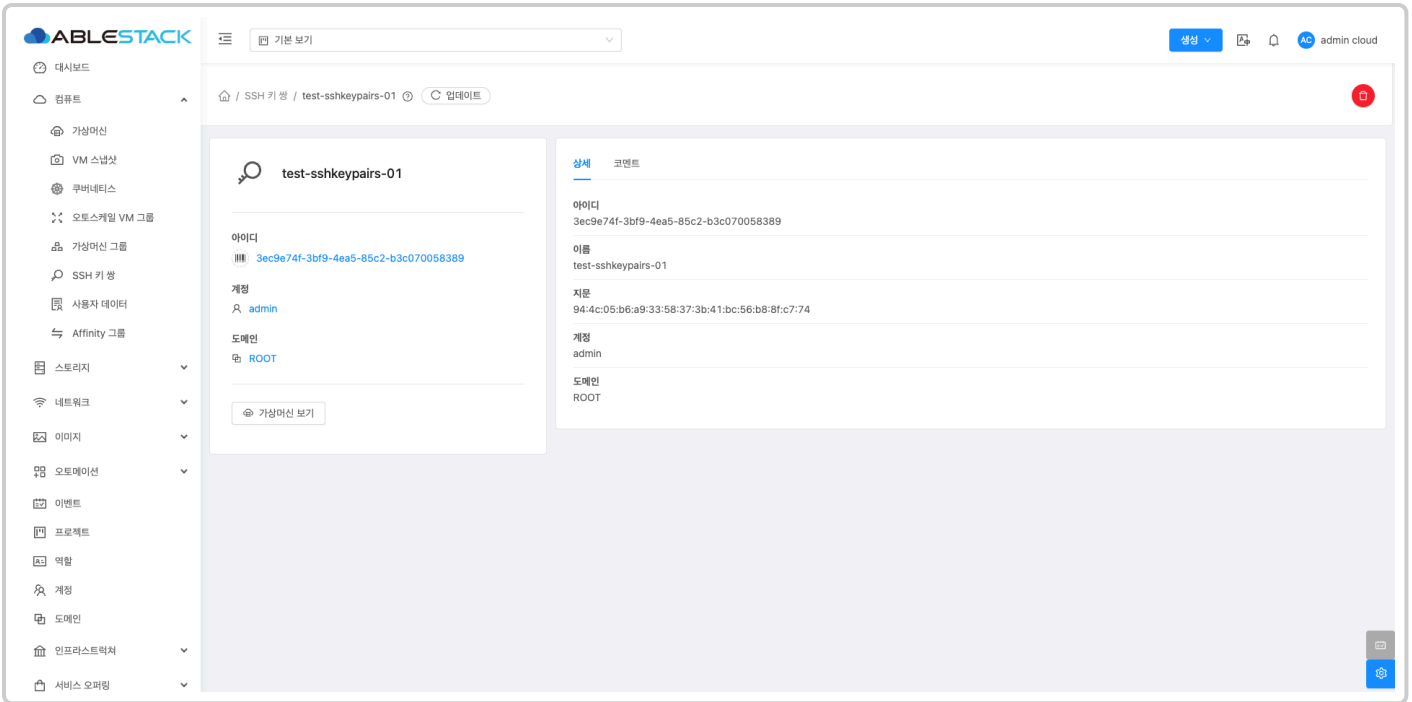 ABLESTACK
기본 보기
생성
AC admin cloud
대시보드
컴퓨트
가상머신
VM 스냅샷
쿠버네티스
오토스케일 VM 그룹
가상머신 그룹
SSH 키 쌍
사용자 데이터
Affinity 그룹
스토리지
네트워크
이미지
오토메이션
이벤트
프로젝트
역할
계정
도메인
인프라스트럭쳐
서비스 오퍼링
/ SSH 키 쌍 / test-sshkeypairs-01 업데이트
test-sshkeypairs-01
아이디
3ec9e74f-3bf9-4ea5-85c2-b3c070058389
계정
admin
도메인
ROOT
가상머신 보기
상세 코멘트
아이디
3ec9e74f-3bf9-4ea5-85c2-b3c070058389
이름
test-sshkeypairs-01
지문
94:4c:05:b6:a9:33:58:37:3b:41:bc:56:b8:8f:c7:74
계정
admin
도메인
ROOT